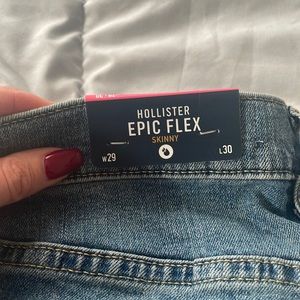 HOLLISTER
EPIC FLEX
SKINNY
W29 L30